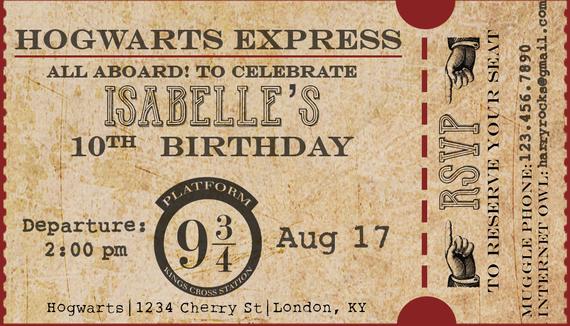 HOGWARTS EXPRESS
ALL ABOARD! TO CELEBRATE
ISABELLE'S
10TH BIRTHDAY
Departure:
2:00 pm
PLATFORM
9 3/4
KINGS CROSS STATION
Aug 17
Hogwarts|1234 Cherry St|London, KY
RSVP
TO RESERVE YOUR SEAT
MUGGLE PHONE:123.456.7890
INTERNET OWL:harryrocks@gmail.com